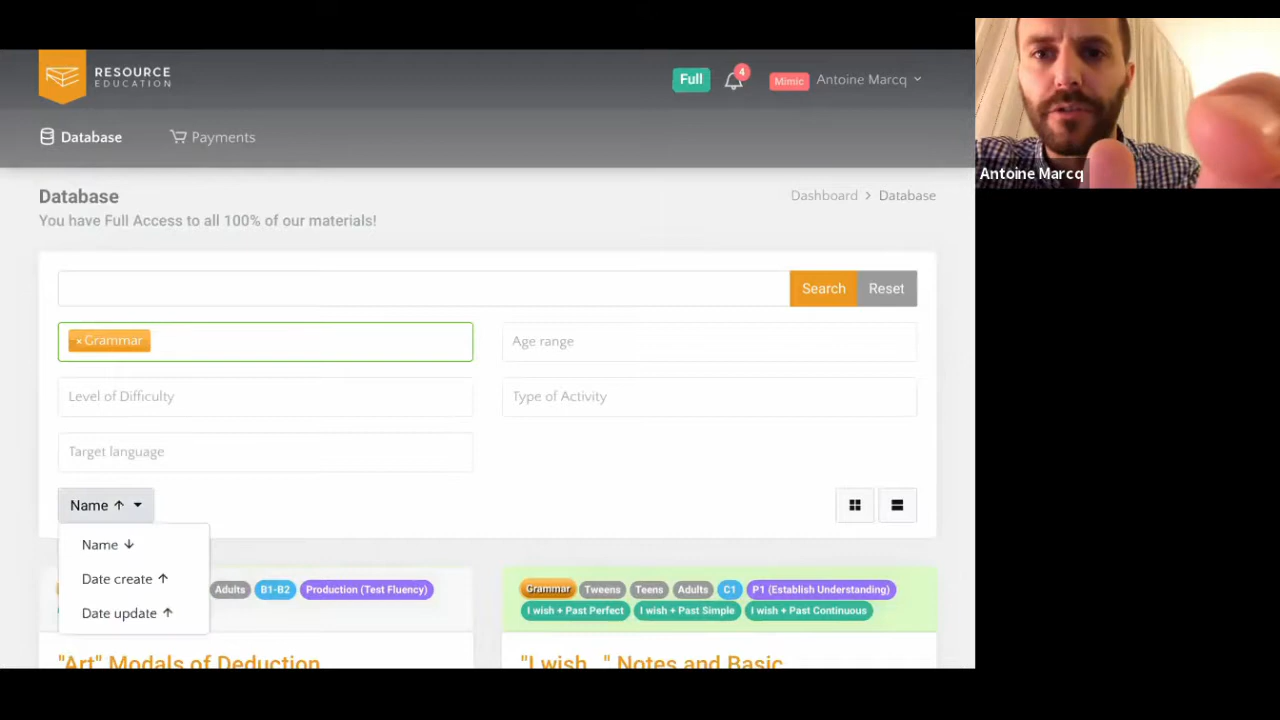 RESOURCE
EDUCATION
Full
4
Mimic
Antoine Marcq
Database
Payments
Database
You have Full Access to all 100% of our materials!
Dashboard > Database
Search
Reset
×Grammar
Age range
Level of Difficulty
Type of Activity
Target language
Name ↑
Name ↓
Date create ↑
Date update ↑
Adults B1-B2 Production (Test Fluency)
"Art" Modals of Deduction
Grammar Tweens Teens Adults C1 P1 (Establish Understanding)
I wish + Past Perfect I wish + Past Simple I wish + Past Continuous
"I wish..." Notes and Basic
Antoine Marcq